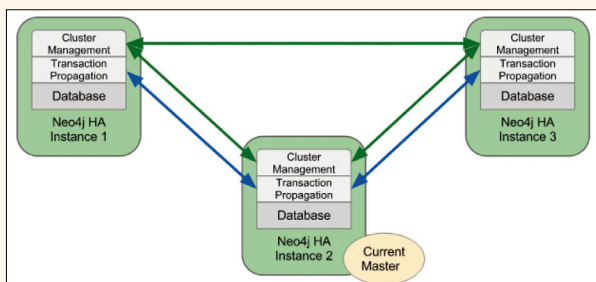 Cluster
Management
Transaction
Propagation
Database
Neo4j HA
Instance 1
Cluster
Management
Transaction
Propagation
Database
Neo4j HA
Instance 3
Cluster
Management
Transaction
Propagation
Database
Neo4j HA
Instance 2
Current
Master